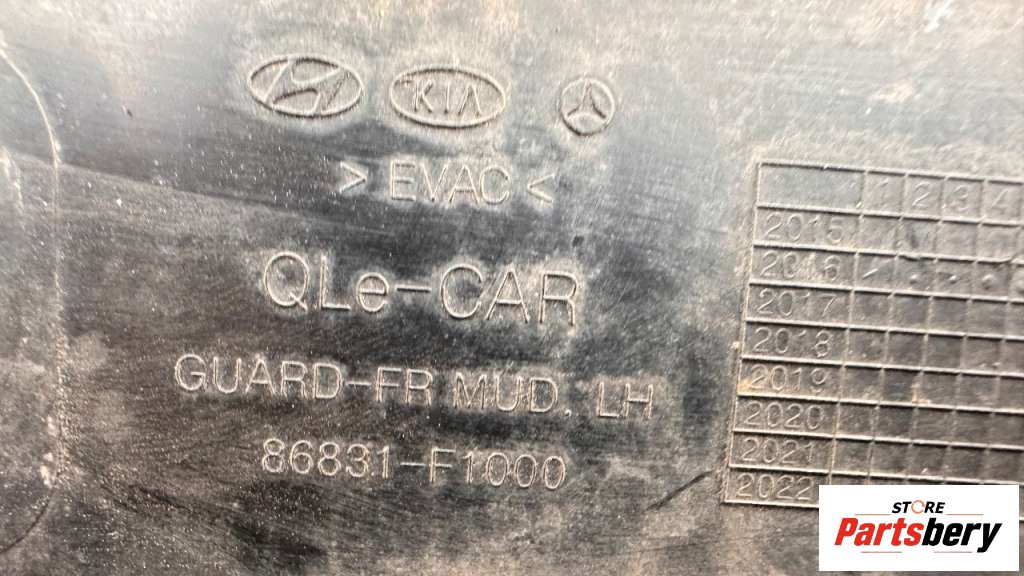 KIA
> E.VAC <
QLe-CAR
GUARD-FR MUD, LH
86831-F1000
1 2 3 4
2015
2016
2017
2018
2019
2020
2021
2022
STORE
Partsbery